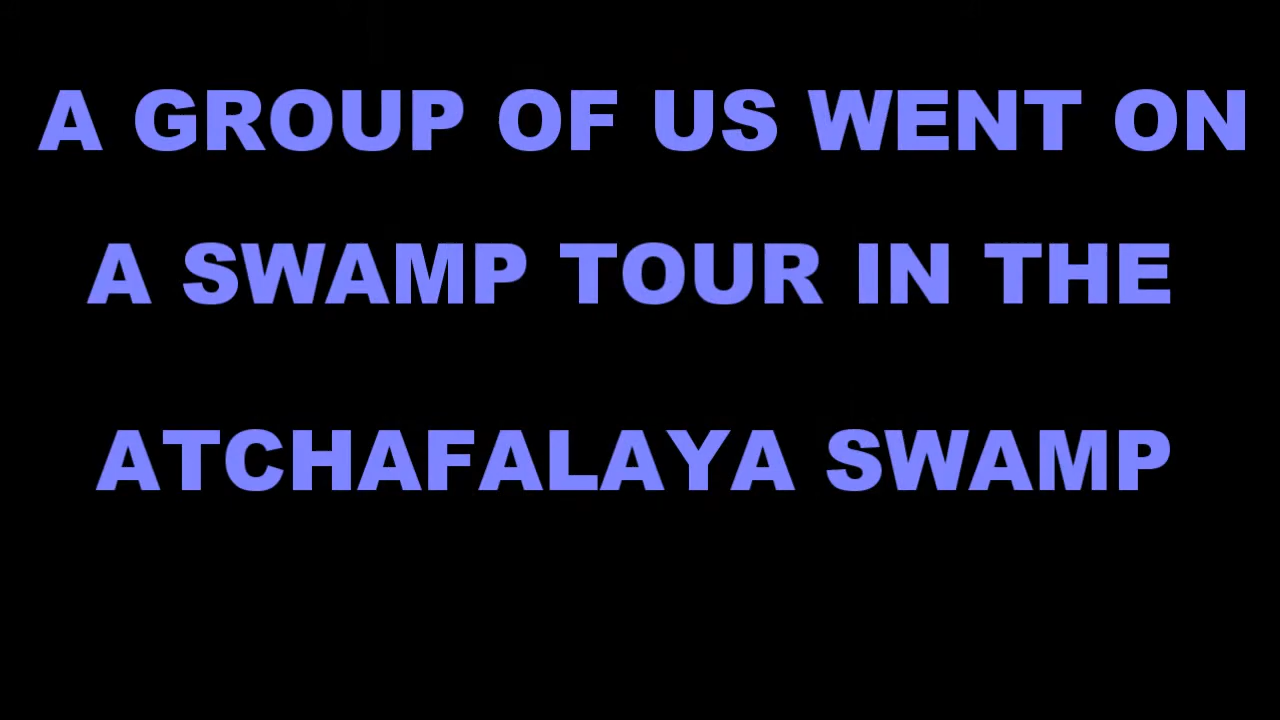 A GROUP OF US WENT ON
A SWAMP TOUR IN THE
ATCHAFALAYA SWAMP